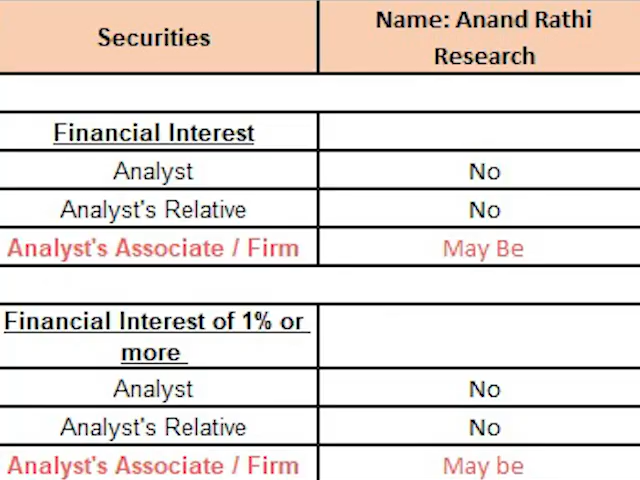 Securities
Name: Anand Rathi
Research
Financial Interest
Analyst No
Analyst's Relative No
Analyst's Associate / Firm May Be
Financial Interest of 1% or
more
Analyst No
Analyst's Relative No
Analyst's Associate / Firm May be